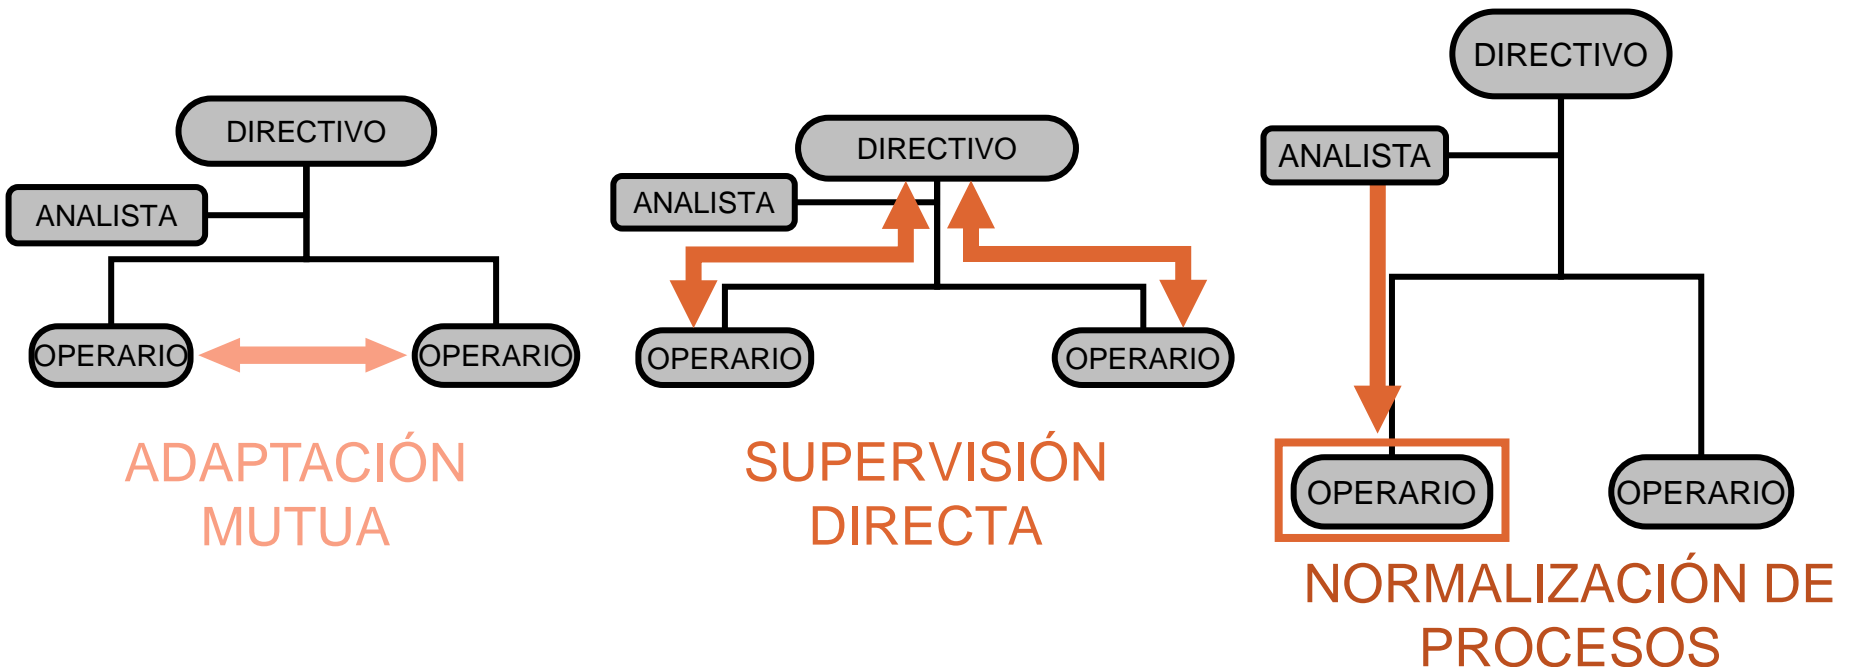 DIRECTIVO
ANALISTA
OPERARIO
OPERARIO
ADAPTACIÓN
MUTUA
DIRECTIVO
ANALISTA
OPERARIO
OPERARIO
SUPERVISIÓN
DIRECTA
DIRECTIVO
ANALISTA
OPERARIO
OPERARIO
NORMALIZACIÓN DE
PROCESOS